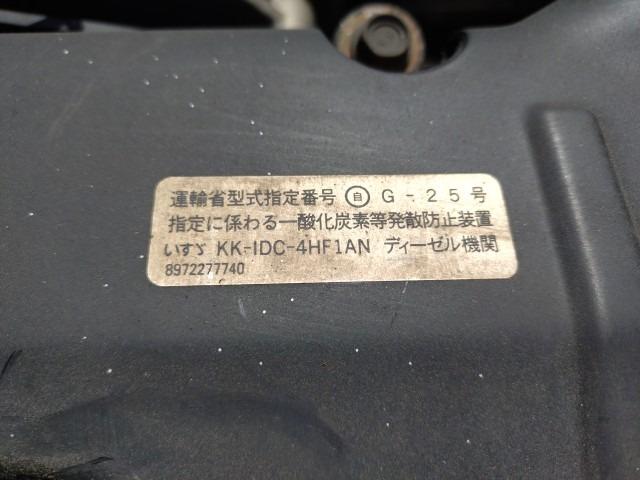 運輸省型式指定番号 ㉂ G-25号
指定に係わる一酸化炭素等発散防止装置
いすゞ KK-IDC-4HF1AN ディーゼル機関
8972277740